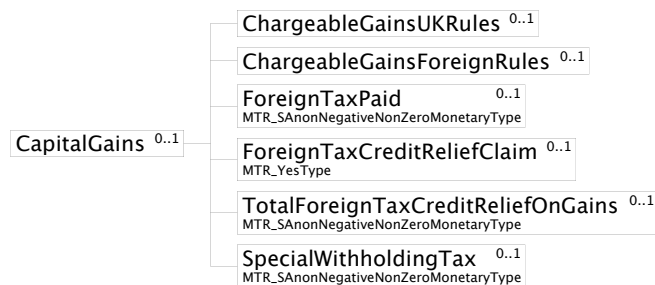 ChargeableGainsUKRules 0..1
ChargeableGainsForeignRules 0..1
ForeignTaxPaid 0..1
MTR_SAnonNegativeNonZeroMonetaryType
CapitalGains 0..1
ForeignTaxCreditReliefClaim 0..1
MTR_YesType
TotalForeignTaxCreditReliefOnGains 0..1
MTR_SAnonNegativeNonZeroMonetaryType
SpecialWithholdingTax 0..1
MTR_SAnonNegativeNonZeroMonetaryType